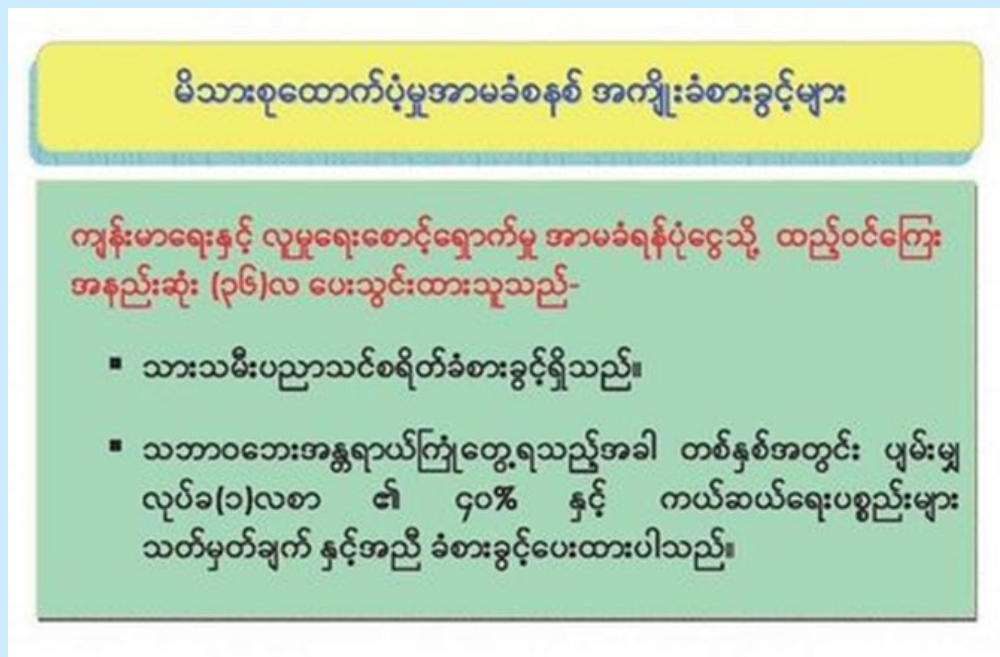 မိသားစုထောက်ပံ့မှုအာမခံစနစ် အကျိုးခံစားခွင့်များ
ကျန်းမာရေးနှင့် လူမှုရေးစောင့်ရှောက်မှု အာမခံရန်ပုံငွေသို့ ထည့်ဝင်ကြေး
အနည်းဆုံး (၃၆)လ ပေးသွင်းထားသူသည်-
▪ သားသမီးပညာသင်စရိတ်ခံစားခွင့်ရှိသည်။
▪ သဘာဝဘေးအန္တရာယ်ကြုံတွေ့ရသည့်အခါ တစ်နှစ်အတွင်း ပျမ်းမျှ
လုပ်ခ(၁)လစာ ၏ ၄၀% နှင့် ကယ်ဆယ်ရေးပစ္စည်းများ
သတ်မှတ်ချက် နှင့်အညီ ခံစားခွင့်ပေးထားပါသည်။